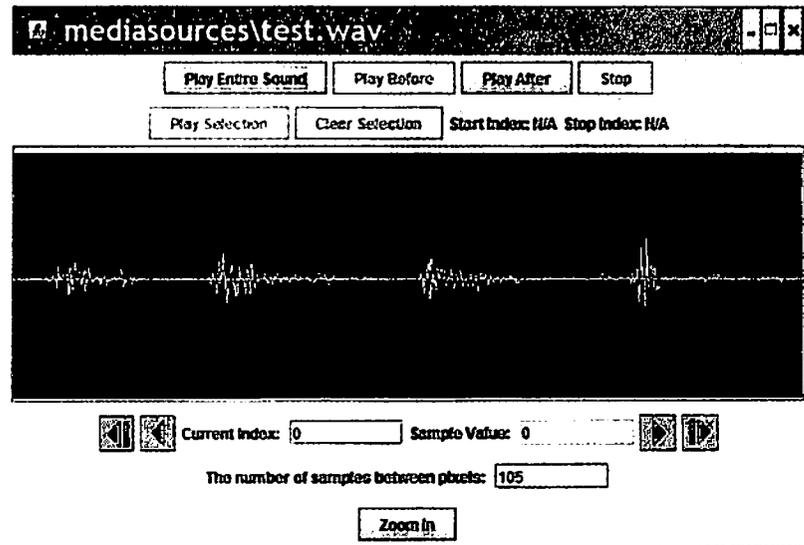 mediasources\test.wav
Play Entire Sound Play Before Play After Stop
Play Selection Clear Selection Start Index: N/A Stop Index: N/A
Current Index: 0 Sample Value: 0
The number of samples between pixels: 105
Zoom In